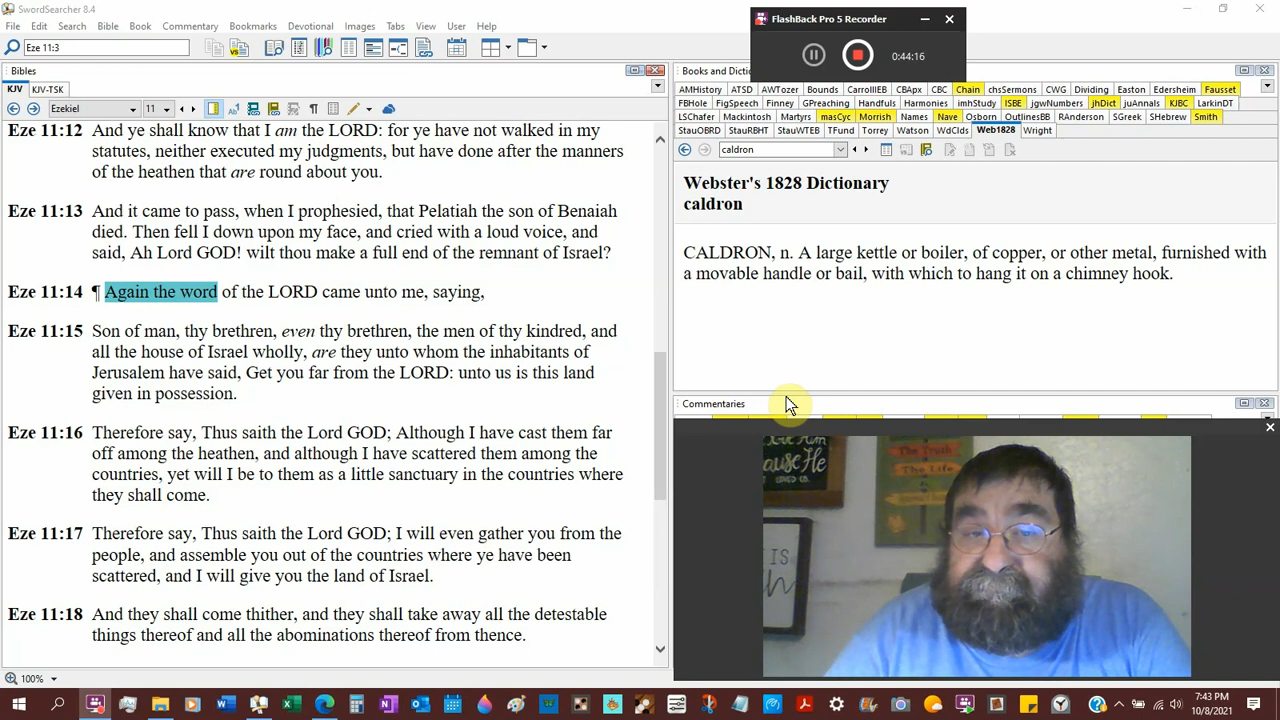 SwordSearcher 8.4
File Edit Search Bible Book Commentary Bookmarks Devotional Images View User Help
Eze 11:3
FlashBack Pro 5 Recorder
0:44:16
Bibles
KJV KJV-TSK
Ezekiel 11
Eze 11:12 And ye shall know that I am the LORD: for ye have not walked in my
statutes, neither executed my judgments, but have done after the manners
of the heathen that are round about you.
Eze 11:13 And it came to pass, when I prophesied, that Pelatiah the son of Benaiah
died. Then fell I down upon my face, and cried with a loud voice, and
said, Ah Lord GOD! wilt thou make a full end of the remnant of Israel?
Eze 11:14 ¶ Again the word of the LORD came unto me, saying,
Eze 11:15 Son of man, thy brethren, even thy brethren, the men of thy kindred, and
all the house of Israel wholly, are they unto whom the inhabitants of
Jerusalem have said, Get you far from the LORD: unto us is this land
given in possession.
Eze 11:16 Therefore say, Thus saith the Lord GOD; Although I have cast them far
off among the heathen, and although I have scattered them among the
countries, yet will I be to them as a little sanctuary in the countries where
they shall come.
Eze 11:17 Therefore say, Thus saith the Lord GOD; I will even gather you from the
people, and assemble you out of the countries where ye have been
scattered, and I will give you the land of Israel.
Eze 11:18 And they shall come thither, and they shall take away all the detestable
things thereof and all the abominations thereof from thence.
100%
Books and Dictio
AMHistory ATSD AWTozer Bounds CarrollIEB CBApx CBC Chain chsSermons CWG Dividing Easton Edersheim Fausset
FBHole FigSpeech Finney GPreaching Handfuls Harmonies imhStudy ISBE jgwNumbers jhDict juAnnals KJBC LarkinDT
LSChafer Mackintosh Martyrs masCyc Morrish Names Nave Osborn OutlinesBB RAnderson SGreek SHebrew Smith
StauOBRD StauRBHT StauWTEB TFund Torrey Watson WdClds Web1828 Wright
caldron
Webster's 1828 Dictionary
caldron
CALDRON, n. A large kettle or boiler, of copper, or other metal, furnished with
a movable handle or bail, with which to hang it on a chimney hook.
Commentaries
ause He
The Truth
The Life
IS
7:43 PM
10/8/2021